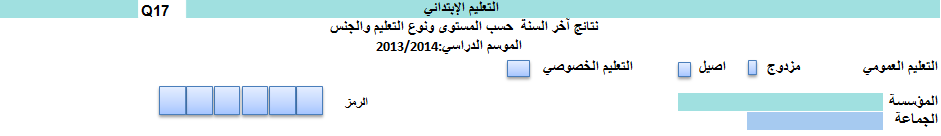 التعليم الإبتدائي Q17
نتائج آخر السنة حسب المستوى ونوع التعليم والجنس
الموسم الدراسي:2013/2014
التعليم العمومي مزدوج اصيل التعليم الخصوصي
المؤسسة الرمز
الجماعة